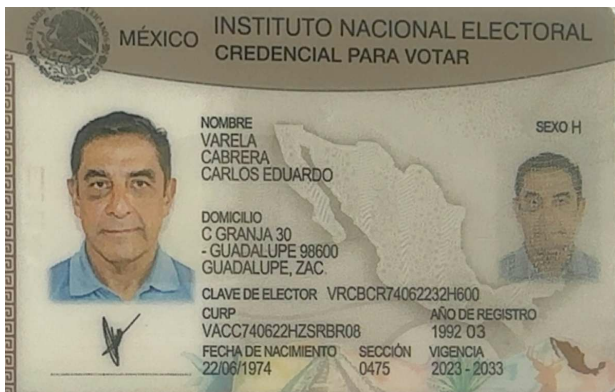 MÉXICO INSTITUTO NACIONAL ELECTORAL
CREDENCIAL PARA VOTAR
NOMBRE
VARELA
CABRERA
CARLOS EDUARDO
SEXO H
DOMICILIO
C GRANJA 30
- GUADALUPE 98600
GUADALUPE, ZAC.
CLAVE DE ELECTOR VRCBCR74062232H600
CURP
VACC740622HZSRBR08
AÑO DE REGISTRO
1992 03
FECHA DE NACIMIENTO
22/06/1974
SECCIÓN
0475
VIGENCIA
2023 - 2033